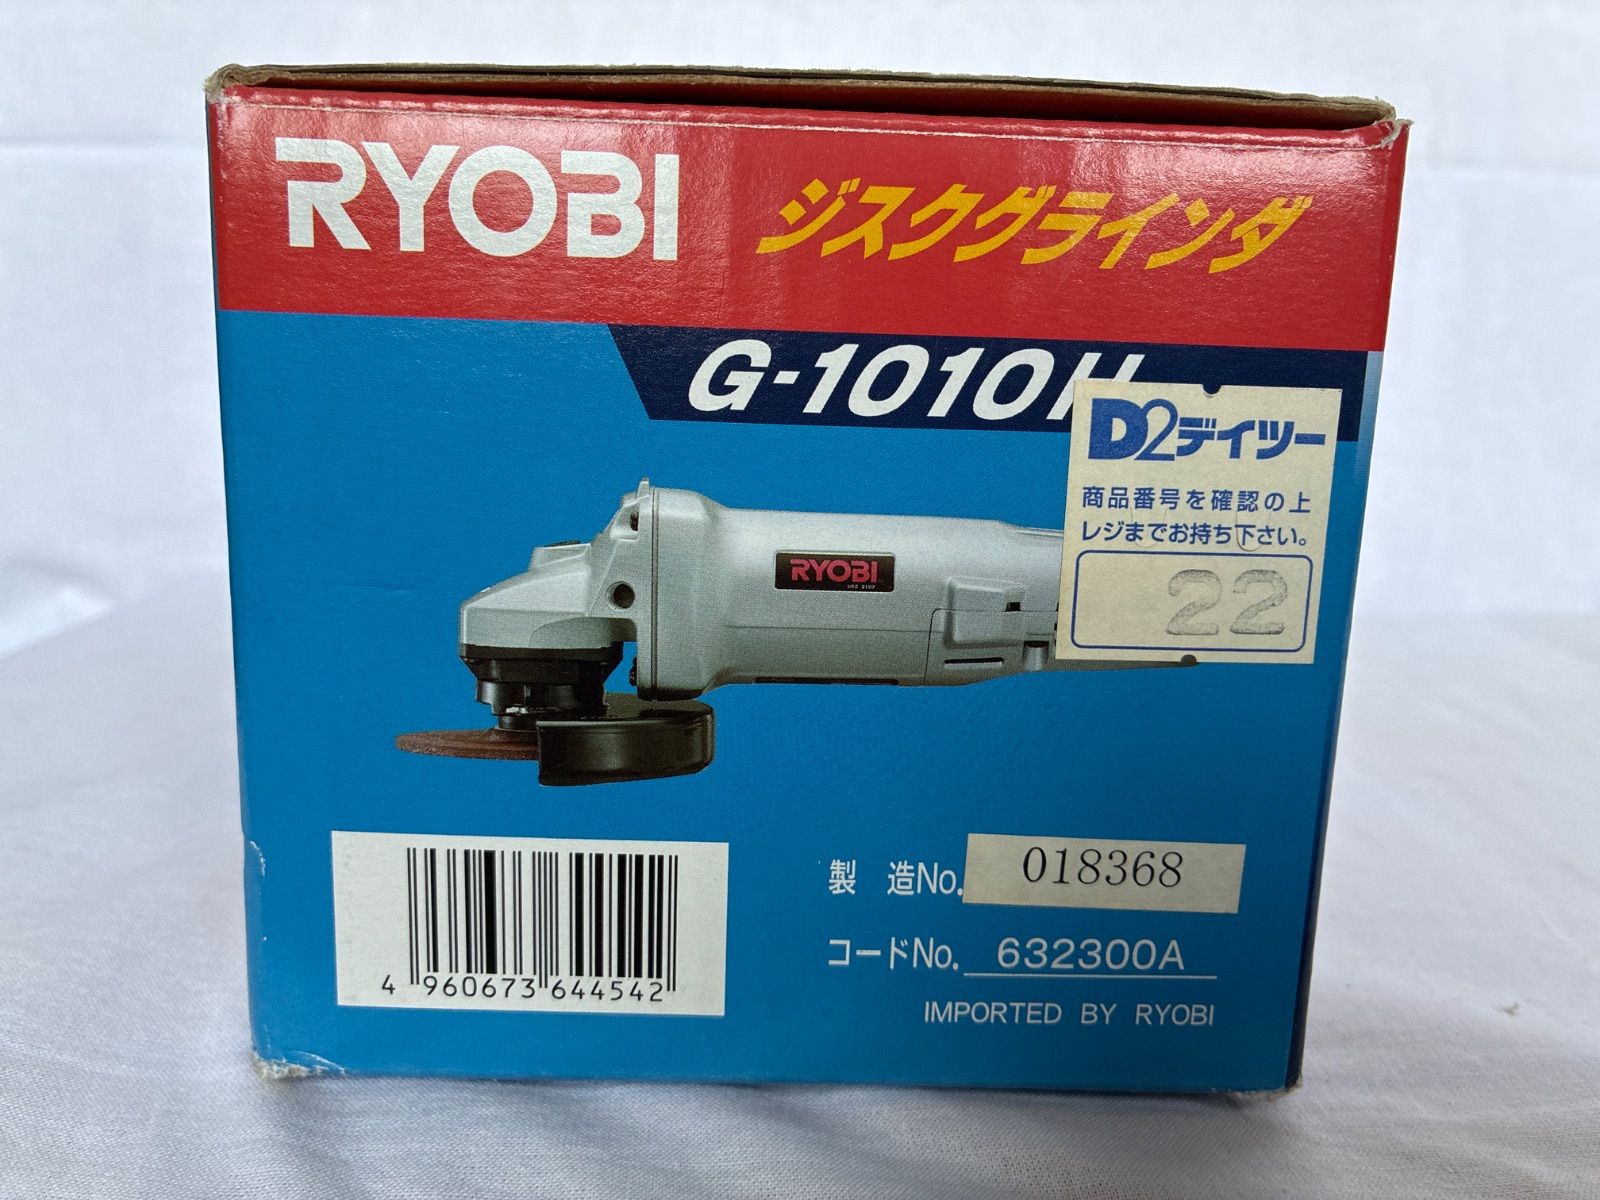 RYOBI ジスクグラインダ
G-1010H
D2デイツー
商品番号を確認の上
レジまでお持ち下さい。
22
RYOBI
製 造No. 018368
コードNo. 632300A
IMPORTED BY RYOBI
4 960673 644542